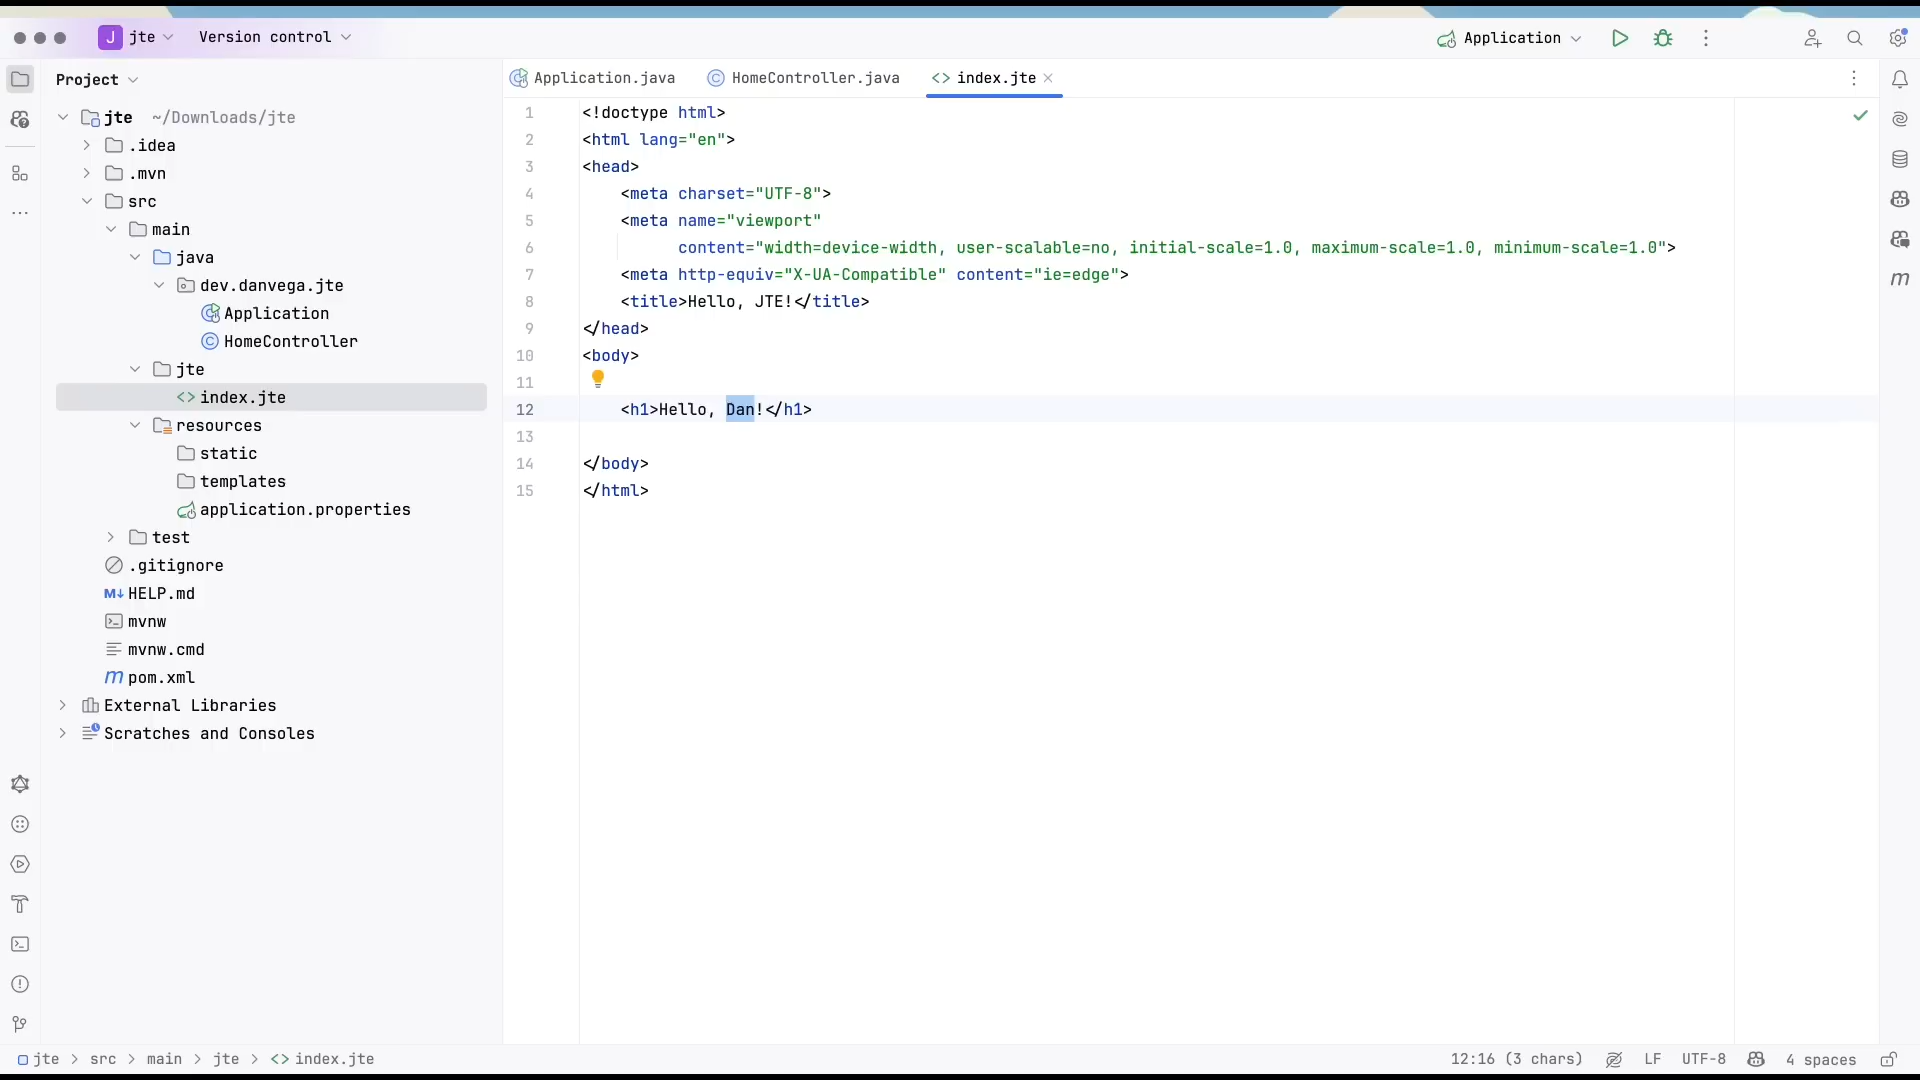 J jte Version control Application
Project
Application.java HomeController.java index.jte
jte ~/Downloads/jte
.idea
.mvn
src
main
java
dev.danvega.jte
Application
HomeController
jte
index.jte
resources
static
templates
application.properties
test
.gitignore
M↓ HELP.md
mvnw
mvnw.cmd
m pom.xml
External Libraries
Scratches and Consoles
1 <!doctype html>
2 <html lang="en">
3 <head>
4 <meta charset="UTF-8">
5 <meta name="viewport"
6 content="width=device-width, user-scalable=no, initial-scale=1.0, maximum-scale=1.0, minimum-scale=1.0">
7 <meta http-equiv="X-UA-Compatible" content="ie=edge">
8 <title>Hello, JTE!</title>
9 </head>
10 <body>
11
12 <h1>Hello, Dan!</h1>
13
14 </body>
15 </html>
m
jte > src > main > jte > <> index.jte 12:16 (3 chars) LF UTF-8 4 spaces